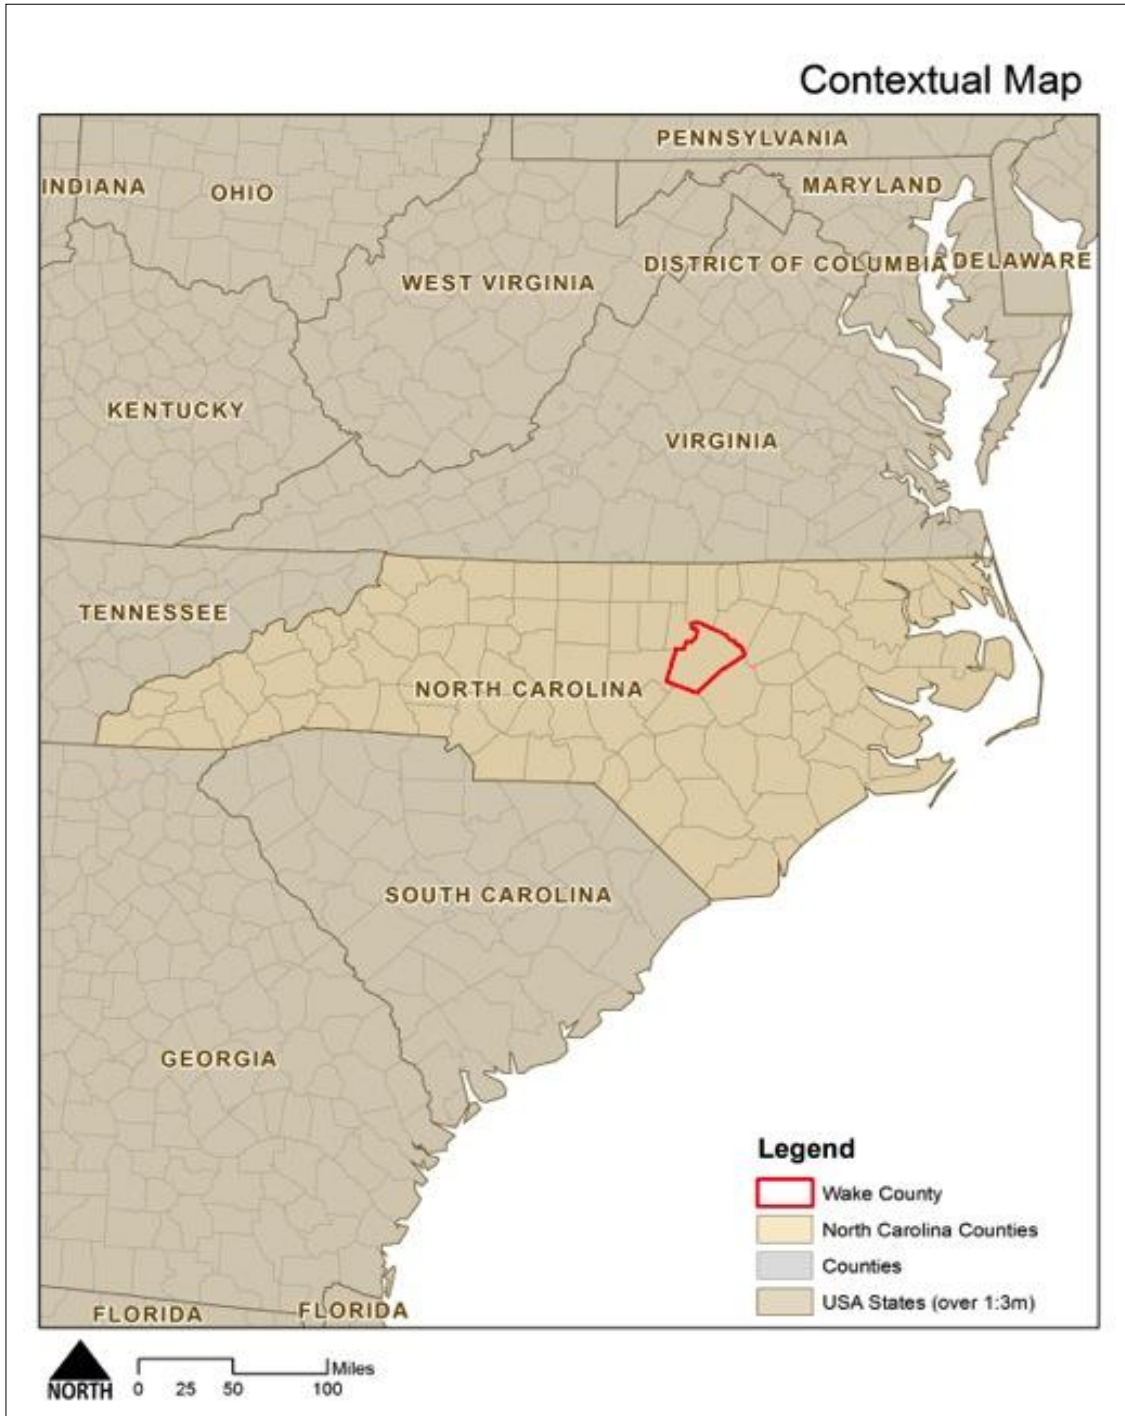 Contextual Map
PENNSYLVANIA
INDIANA
OHIO
MARYLAND
WEST VIRGINIA
DISTRICT OF COLUMBIA
DELAWARE
KENTUCKY
VIRGINIA
TENNESSEE
NORTH CAROLINA
SOUTH CAROLINA
GEORGIA
FLORIDA
FLORIDA
Legend
Wake County
North Carolina Counties
Counties
USA States (over 1:3m)
NORTH
Miles
0 25 50 100